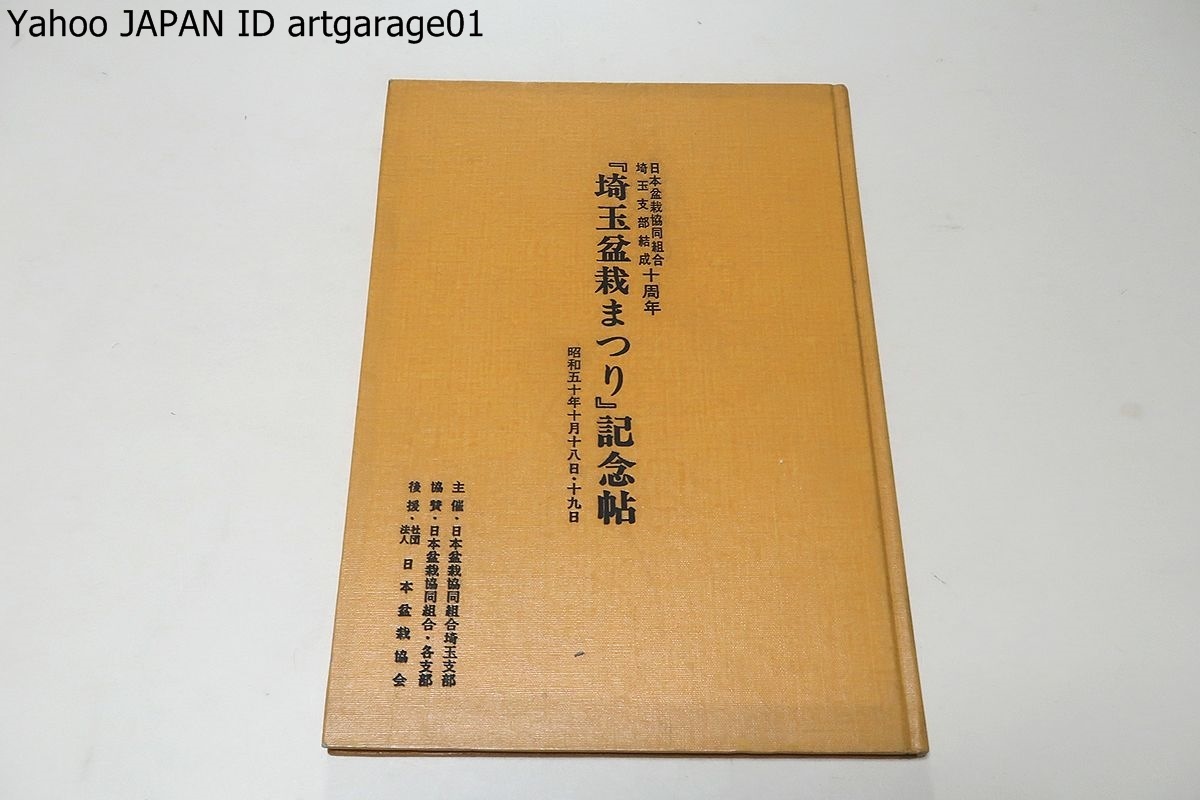 Yahoo JAPAN ID artgarage01
日本盆栽協同組合
埼玉支部結成
十周年
『埼玉盆栽まつり』記念帖
昭和五十年十月十八日・十九日
主催・日本盆栽協同組合埼玉支部
協賛・日本盆栽協同組合・各支部
後援・社団法人日本盆栽協会